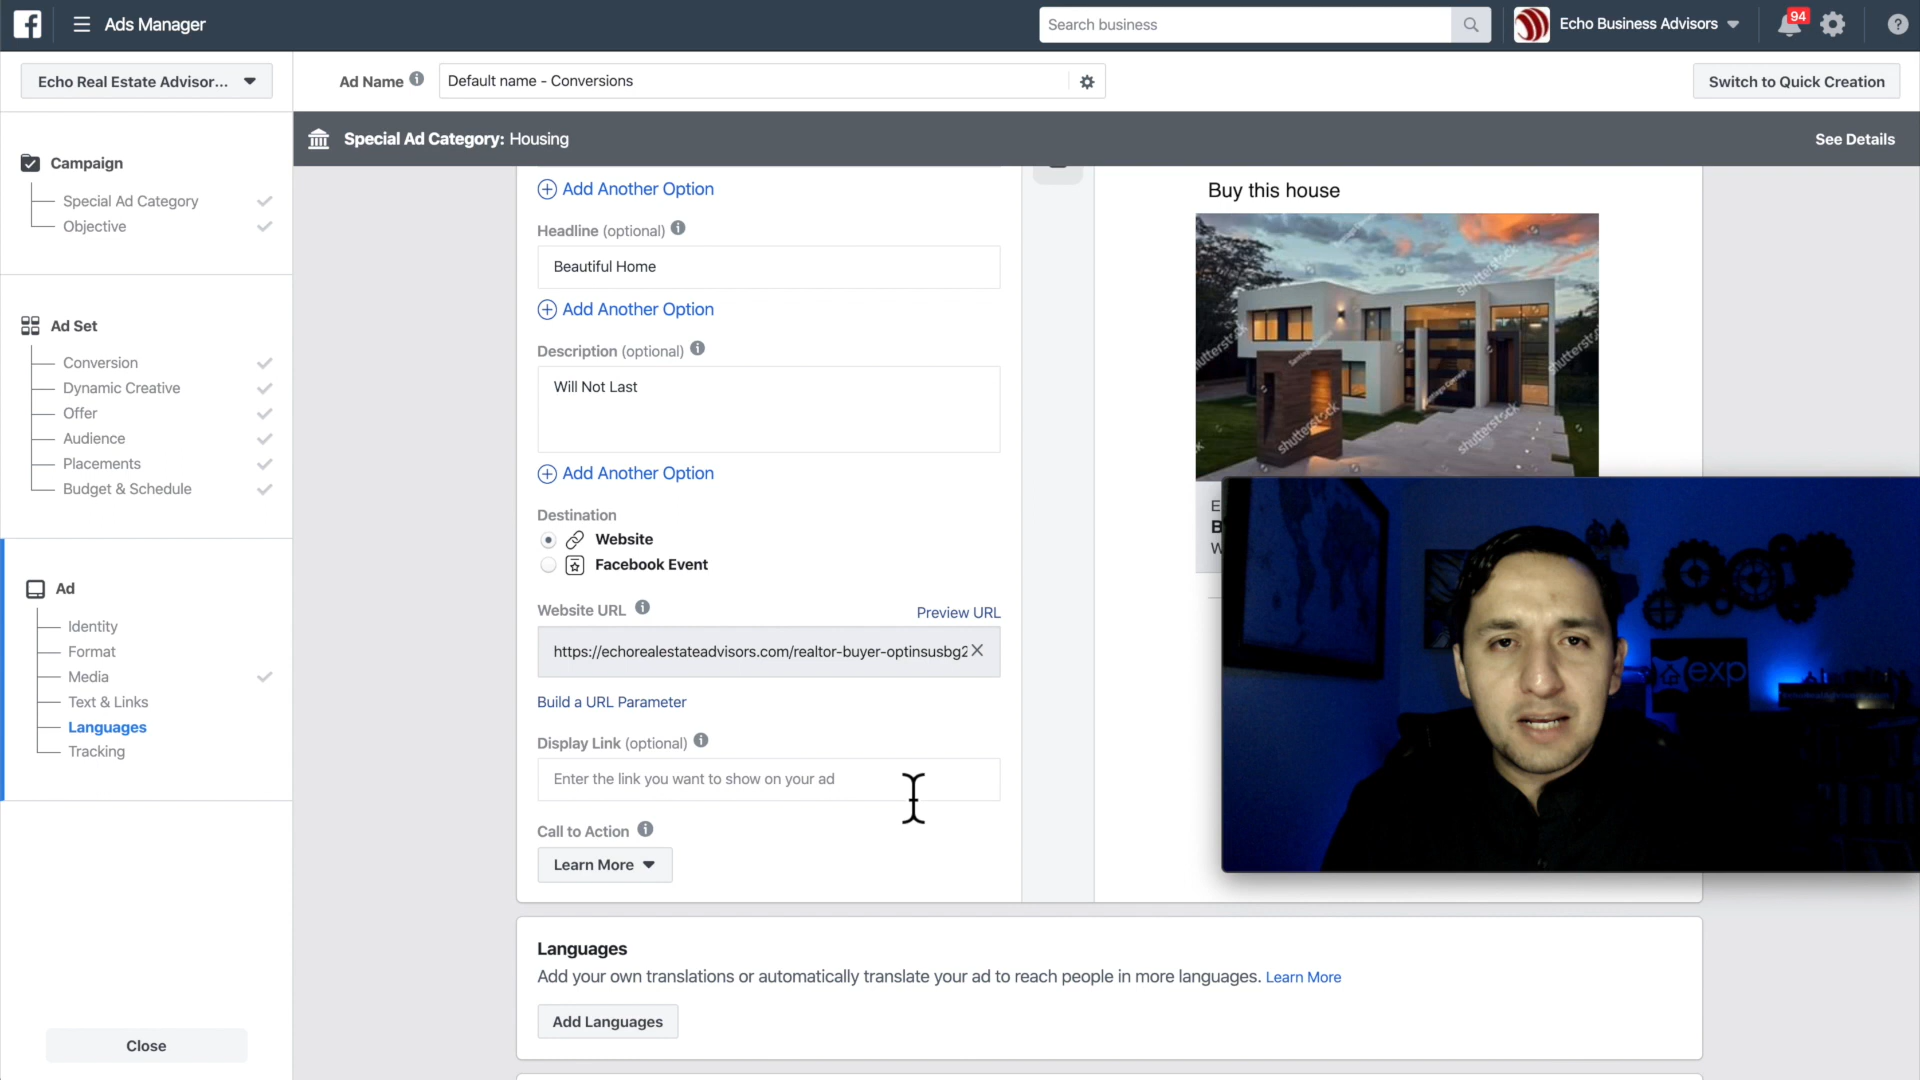 Ads Manager
Search business
Echo Business Advisors
94
Echo Real Estate Advisor...
Ad Name
Default name - Conversions
Switch to Quick Creation
Special Ad Category: Housing
See Details
Campaign
Special Ad Category
Objective
Ad Set
Conversion
Dynamic Creative
Offer
Audience
Placements
Budget & Schedule
Ad
Identity
Format
Media
Text & Links
Languages
Tracking
Close
Add Another Option
Headline (optional)
Beautiful Home
Add Another Option
Description (optional)
Will Not Last
Add Another Option
Destination
Website
Facebook Event
Website URL
Preview URL
https://echorealestateadvisors.com/realtor-buyer-optinsusbg2
Build a URL Parameter
Display Link (optional)
Enter the link you want to show on your ad
Call to Action
Learn More
Languages
Add your own translations or automatically translate your ad to reach people in more languages. Learn More
Add Languages
Buy this house
shutterstock
shutterstock
shutterstock
E
B
W
exp